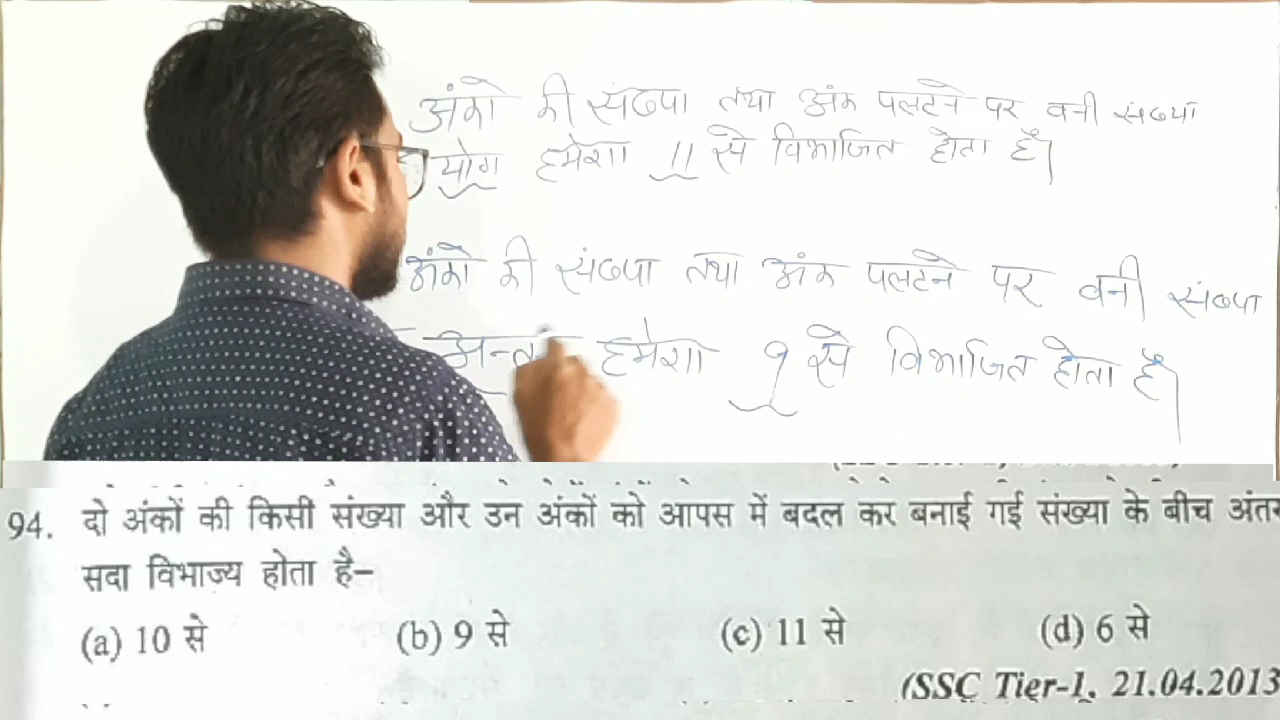 अंको की संख्या तथा अंक पलटने पर बनी संख्या
योग हमेशा 11 से विभाजित होता है।
अंको की संख्या तथा अंक पलटने पर बनी संख्या
हमेशा 9 से विभाजित होता है।
94. दो अंकों की किसी संख्या और उन अंकों को आपस में बदल कर बनाई गई संख्या के बीच अंतर
सदा विभाज्य होता है–
(a) 10 से (b) 9 से (c) 11 से (d) 6 से
(SSC Tier-1, 21.04.2013